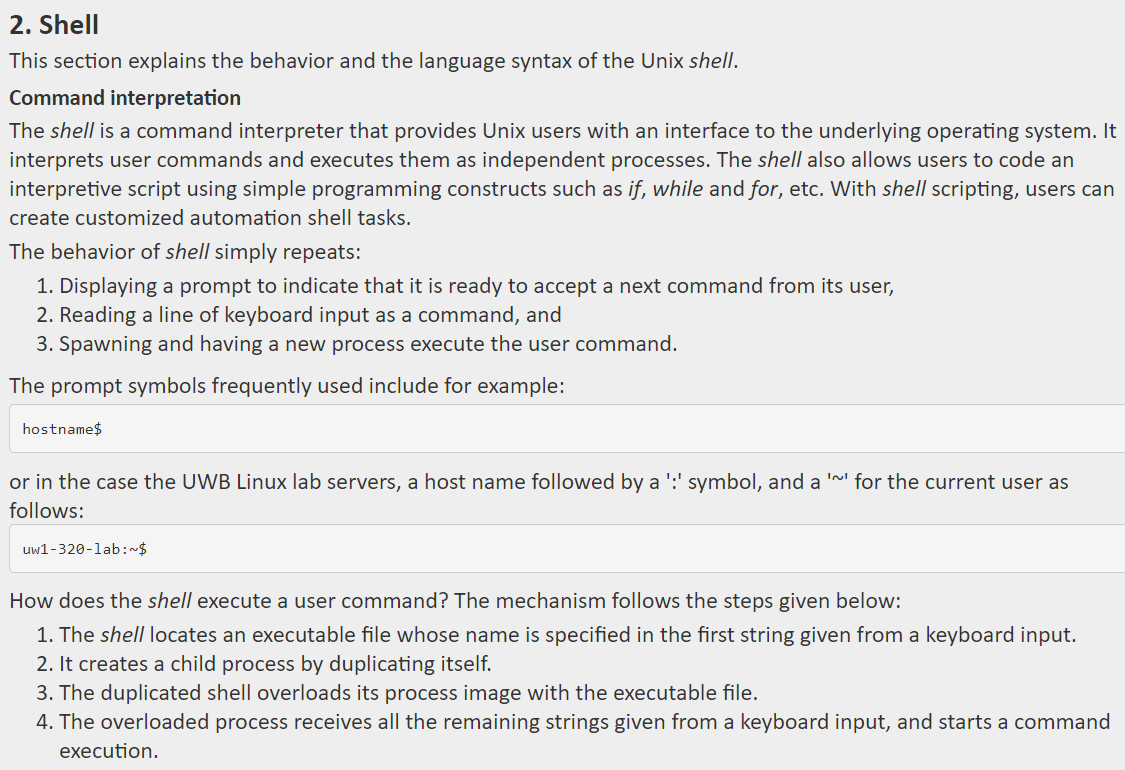 2. Shell
This section explains the behavior and the language syntax of the Unix shell.
Command interpretation
The shell is a command interpreter that provides Unix users with an interface to the underlying operating system. It
interprets user commands and executes them as independent processes. The shell also allows users to code an
interpretive script using simple programming constructs such as if, while and for, etc. With shell scripting, users can
create customized automation shell tasks.
The behavior of shell simply repeats:
1. Displaying a prompt to indicate that it is ready to accept a next command from its user,
2. Reading a line of keyboard input as a command, and
3. Spawning and having a new process execute the user command.
The prompt symbols frequently used include for example:
hostname$
or in the case the UWB Linux lab servers, a host name followed by a ':' symbol, and a '~' for the current user as
follows:
uw1-320-lab:~$
How does the shell execute a user command? The mechanism follows the steps given below:
1. The shell locates an executable file whose name is specified in the first string given from a keyboard input.
2. It creates a child process by duplicating itself.
3. The duplicated shell overloads its process image with the executable file.
4. The overloaded process receives all the remaining strings given from a keyboard input, and starts a command
execution.